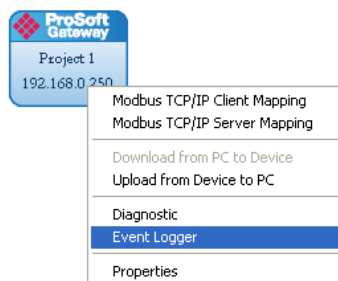 ProSoft
Gateway
Project 1
192.168.0.250
Modbus TCP/IP Client Mapping
Modbus TCP/IP Server Mapping
Download from PC to Device
Upload from Device to PC
Diagnostic
Event Logger
Properties